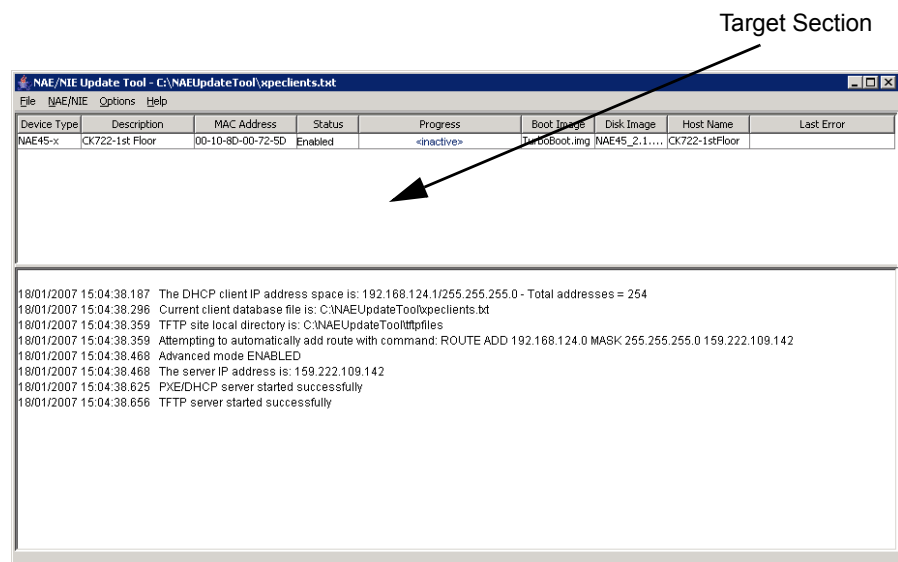 Target Section
NAE/NIE Update Tool - C:\NAEUpdateTool\xpeclients.txt
File NAE/NIE Options Help
Device Type Description MAC Address Status Progress Boot Image Disk Image Host Name Last Error
NAE45-x CK722-1st Floor 00-10-8D-00-72-5D Enabled <inactive> TurboBoot.img NAE45_2.1.... CK722-1stFloor
18/01/2007 15:04:38.187 The DHCP client IP address space is: 192.168.124.1/255.255.255.0 - Total addresses = 254
18/01/2007 15:04:38.296 Current client database file is: C:\NAEUpdateTool\xpeclients.txt
18/01/2007 15:04:38.359 TFTP site local directory is: C:\NAEUpdateTool\tftpfiles
18/01/2007 15:04:38.359 Attempting to automatically add route with command: ROUTE ADD 192.168.124.0 MASK 255.255.255.0 159.222.109.142
18/01/2007 15:04:38.468 Advanced mode ENABLED
18/01/2007 15:04:38.468 The server IP address is: 159.222.109.142
18/01/2007 15:04:38.625 PXE/DHCP server started successfully
18/01/2007 15:04:38.656 TFTP server started successfully